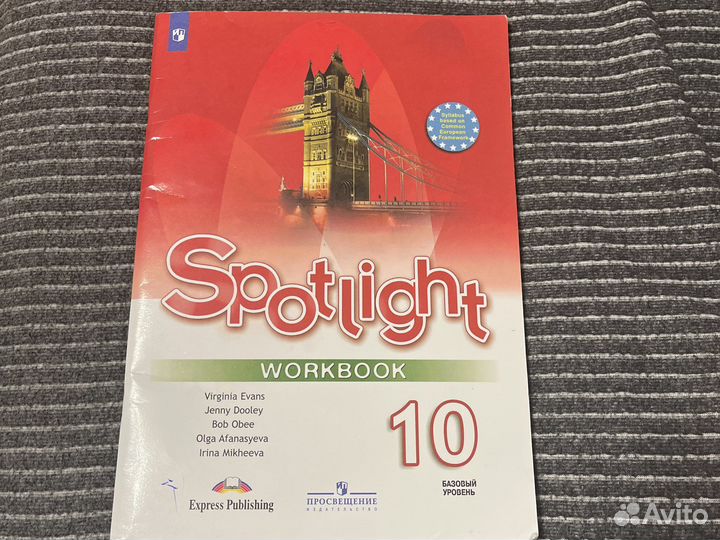 Syllabus
based on
Common
European
Framework
Spotlight
WORKBOOK
Virginia Evans
Jenny Dooley
Bob Obee
Olga Afanasyeva
Irina Mikheeva
10
БАЗОВЫЙ
УРОВЕНЬ
Express Publishing
ПРОСВЕЩЕНИЕ
ИЗДАТЕЛЬСТВО
Avito